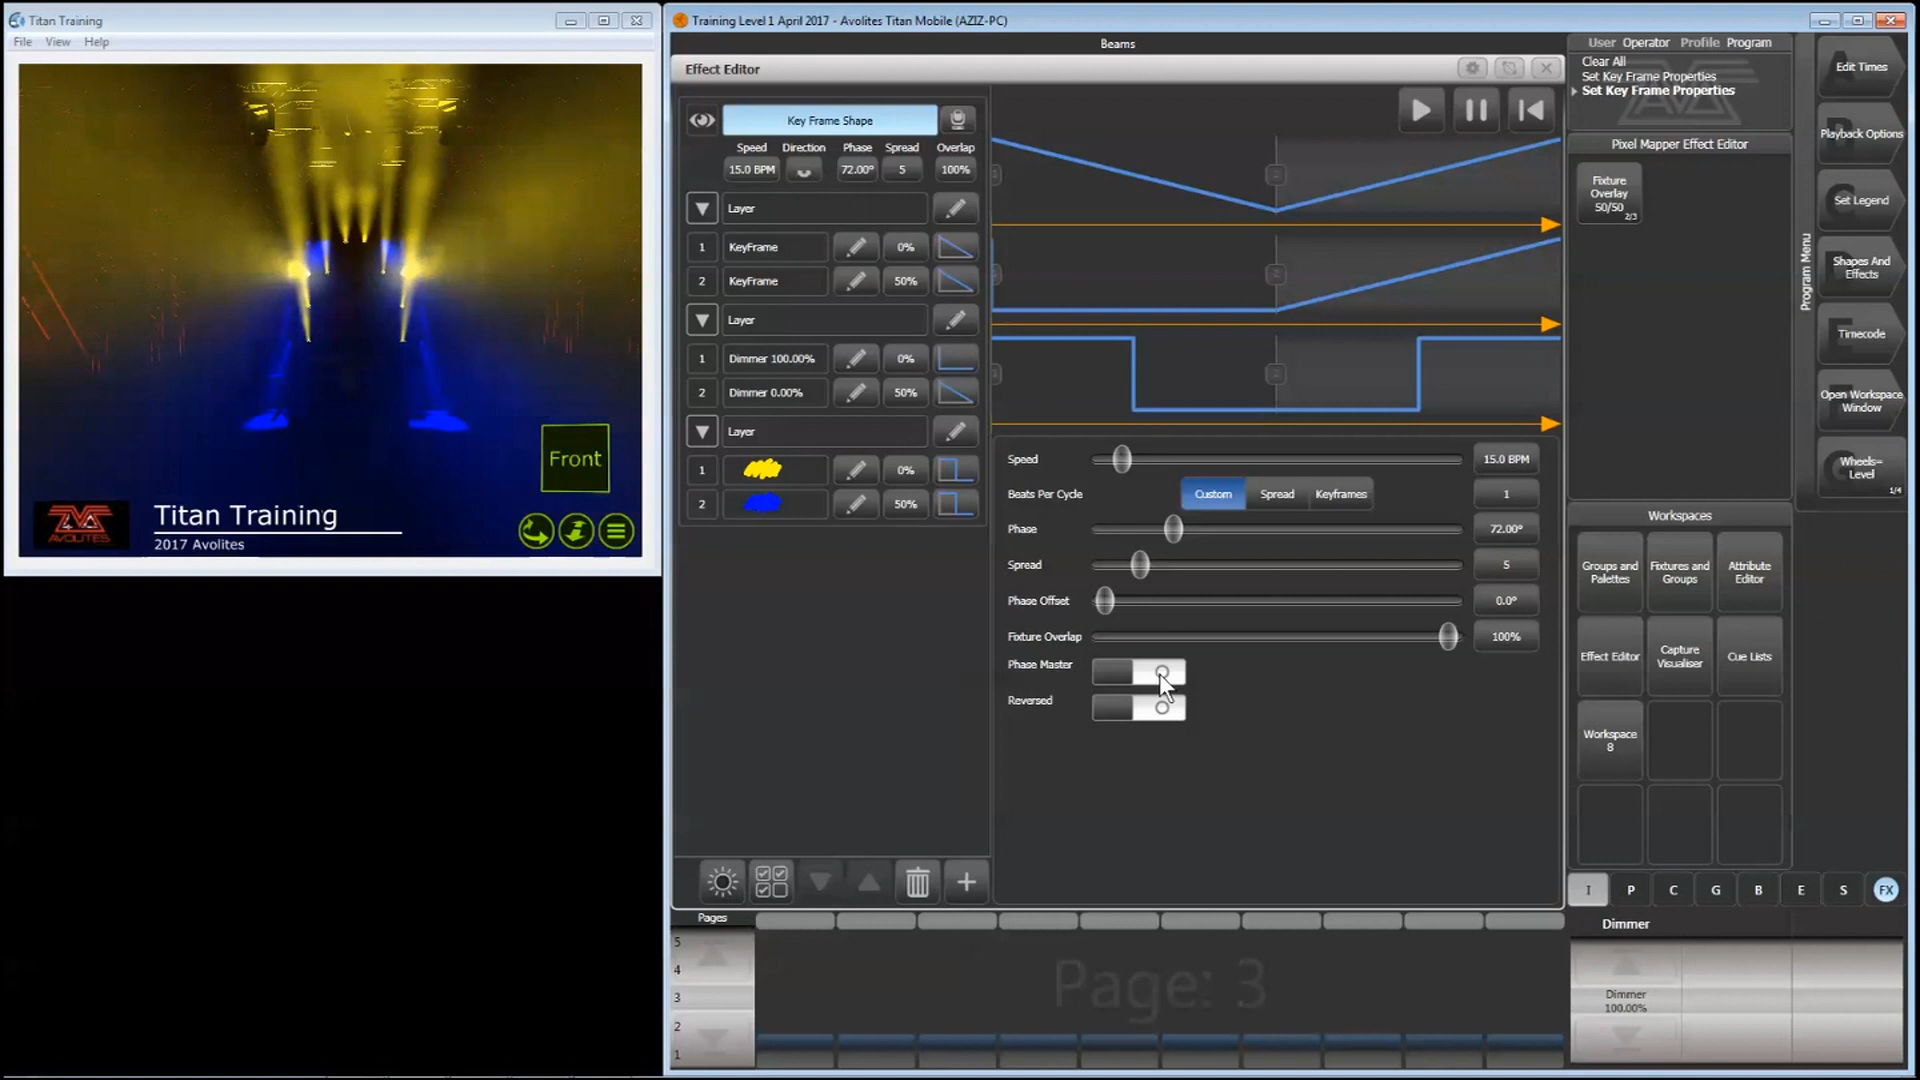 Titan Training
File View Help
Front
AVOLITES
Titan Training
2017 Avolites
Training Level 1 April 2017 - Avolites Titan Mobile (AZIZ-PC)
Beams
Effect Editor
Key Frame Shape
Speed Direction Phase Spread Overlap
15.0 BPM 72.00° 5 100%
Layer
1 KeyFrame 0%
2 KeyFrame 50%
Layer
1 Dimmer 100.00% 0%
2 Dimmer 0.00% 50%
Layer
1 0%
2 50%
Speed 15.0 BPM
Beats Per Cycle Custom Spread Keyframes 1
Phase 72.00°
Spread 5
Phase Offset 0.0°
Fixture Overlap 100%
Phase Master
Reversed
User Operator Profile Program
Clear All
Set Key Frame Properties
Set Key Frame Properties
Pixel Mapper Effect Editor
Fixture
Overlay
50/50
2/3
Program Menu
Edit Times
Playback Options
Set Legend
Shapes And
Effects
Timecode
Open Workspace
Window
Wheels=
Level
1/4
Workspaces
Groups and
Palettes
Fixtures and
Groups
Attribute
Editor
Effect Editor
Capture
Visualiser
Cue Lists
Workspace
8
I P C G B E S FX
Dimmer
Dimmer
100.00%
Pages
5
4
3
2
1
Page: 3